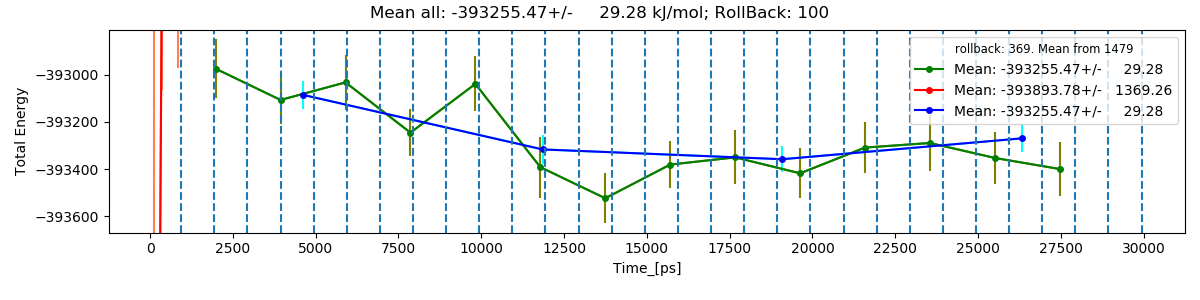 Mean all: -393255.47+/-     29.28 kJ/mol; RollBack: 100
rollback: 369. Mean from 1479
Mean: -393255.47+/-     29.28
Mean: -393893.78+/-   1369.26
Mean: -393255.47+/-     29.28
Total Energy
−393000
−393200
−393400
−393600
0 2500 5000 7500 10000 12500 15000 17500 20000 22500 25000 27500 30000
Time_[ps]